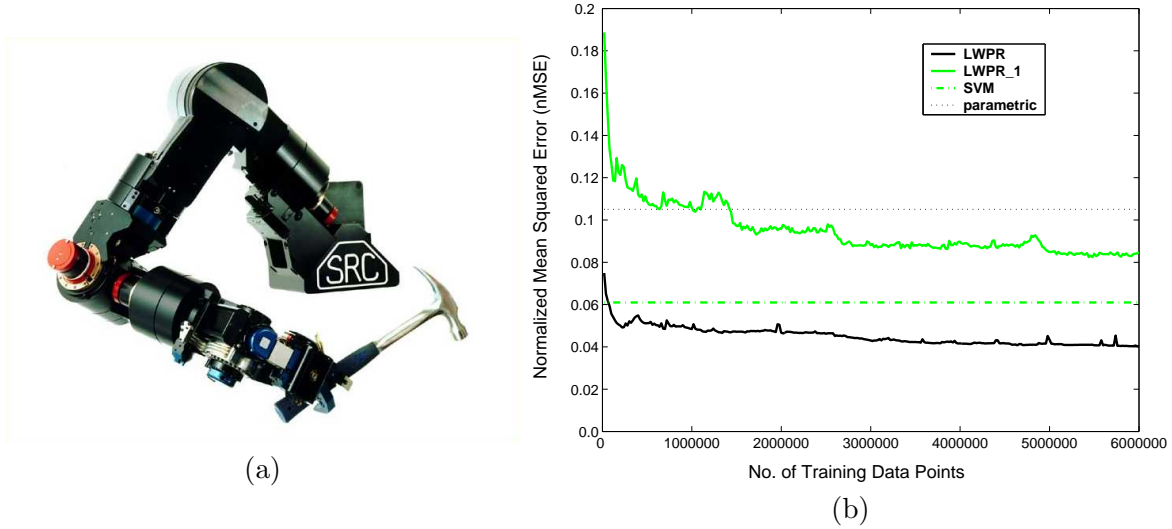 SRC
(a)
Normalized Mean Squared Error (nMSE)
0.2
0.18
0.16
0.14
0.12
0.1
0.08
0.06
0.04
0.02
0.0
LWPR
LWPR_1
SVM
parametric
0 1000000 2000000 3000000 4000000 5000000 6000000
No. of Training Data Points
(b)